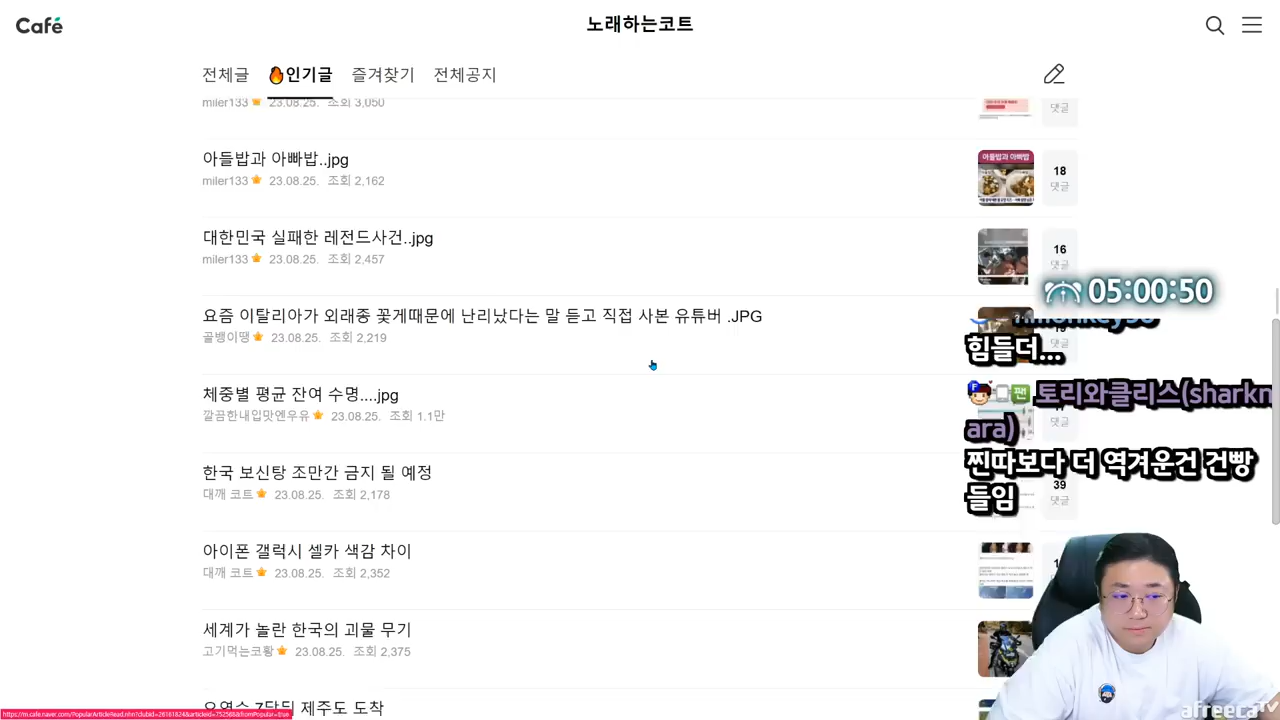 Café
노래하는코트
전체글 🔥인기글 즐겨찾기 전체공지
miler133 23.08.25. 조회 3,050
댓글
아들밥과 아빠밥..jpg
miler133 23.08.25. 조회 2,162
아들밥과 아빠밥
18
댓글
대한민국 실패한 레전드사건..jpg
miler133 23.08.25. 조회 2,457
16
댓글
05:00:50
요즘 이탈리아가 외래종 꽃게때문에 난리났다는 말 듣고 직접 사본 유튜버 .JPG
골뱅이땡 23.08.25. 조회 2,219
힘들더...
체중별 평균 잔여 수명....jpg
깔끔한내입맛엔우유 23.08.25. 조회 1.1만
토리와클리스(sharkn
ara)
댓글
찐따보다 더 역겨운건 건빵
들임
한국 보신탕 조만간 금지 될 예정
대깨 코트 23.08.25. 조회 2,178
39
댓글
아이폰 갤럭시 셀카 색감 차이
대깨 코트 23.08.25. 조회 2,352
세계가 놀란 한국의 괴물 무기
고기먹는코황 23.08.25. 조회 2,375
제주도 도착
afreecaTV